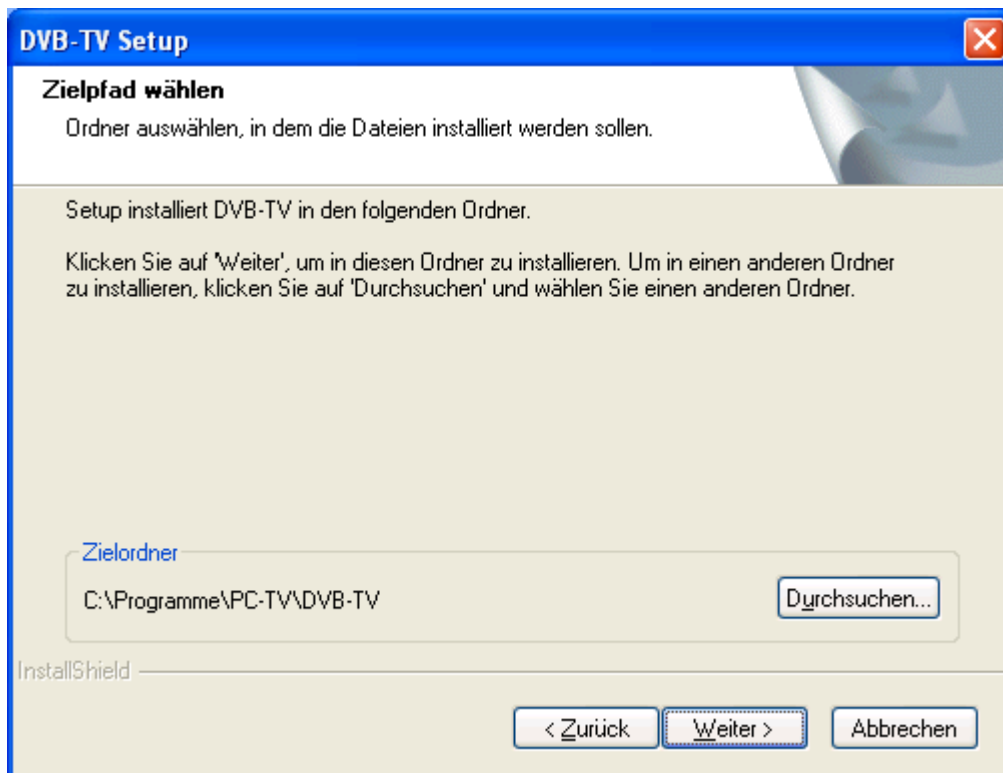 DVB-TV Setup
Zielpfad wählen
Ordner auswählen, in dem die Dateien installiert werden sollen.
Setup installiert DVB-TV in den folgenden Ordner.
Klicken Sie auf 'Weiter', um in diesen Ordner zu installieren. Um in einen anderen Ordner
zu installieren, klicken Sie auf 'Durchsuchen' und wählen Sie einen anderen Ordner.
Zielordner
C:\Programme\PC-TV\DVB-TV
Durchsuchen...
InstallShield
< Zurück
Weiter >
Abbrechen